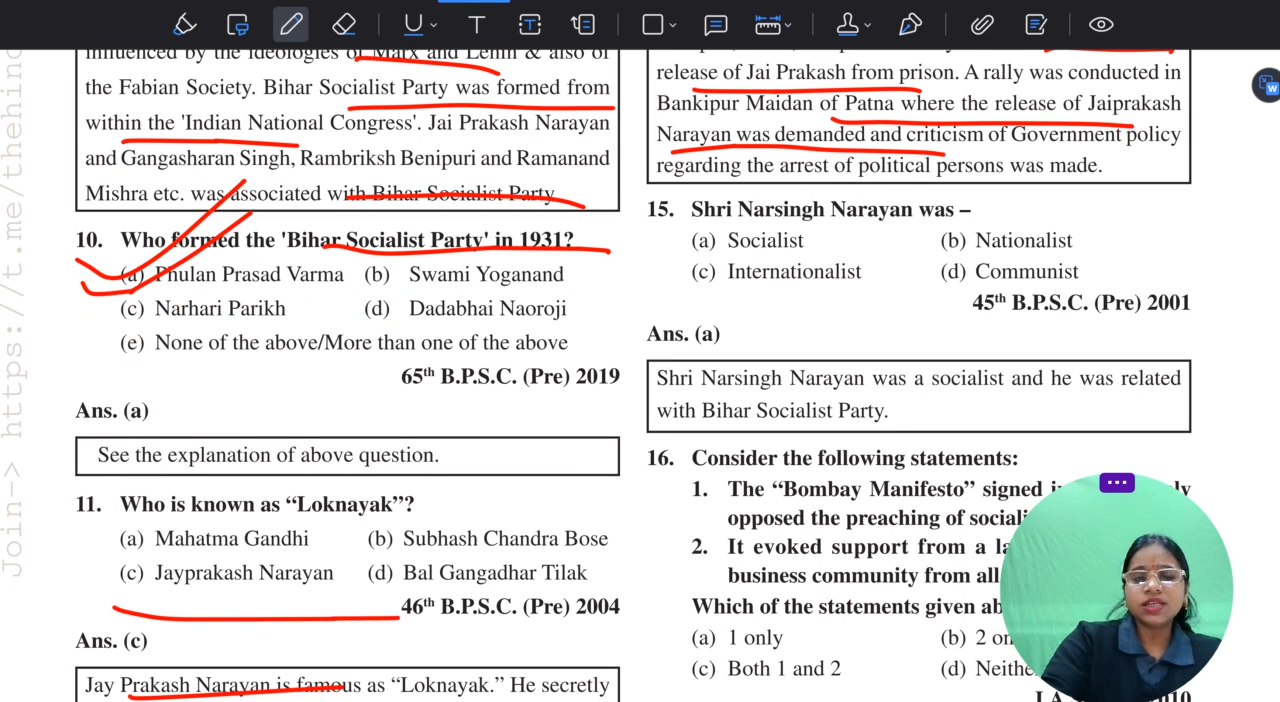 Join-> https://t.me/thehind
influenced by the ideologies of Marx and Lenin & also of
the Fabian Society. Bihar Socialist Party was formed from
within the 'Indian National Congress'. Jai Prakash Narayan
and Gangasharan Singh, Rambriksh Benipuri and Ramanand
Mishra etc. was associated with Bihar Socialist Party
10. Who formed the 'Bihar Socialist Party' in 1931?
(a) Phulan Prasad Varma (b) Swami Yoganand
(c) Narhari Parikh (d) Dadabhai Naoroji
(e) None of the above/More than one of the above
65th B.P.S.C. (Pre) 2019
Ans. (a)
See the explanation of above question.
11. Who is known as “Loknayak”?
(a) Mahatma Gandhi (b) Subhash Chandra Bose
(c) Jayprakash Narayan (d) Bal Gangadhar Tilak
46th B.P.S.C. (Pre) 2004
Ans. (c)
Jay Prakash Narayan is famous as “Loknayak.” He secretly
release of Jai Prakash from prison. A rally was conducted in
Bankipur Maidan of Patna where the release of Jaiprakash
Narayan was demanded and criticism of Government policy
regarding the arrest of political persons was made.
15. Shri Narsingh Narayan was –
(a) Socialist (b) Nationalist
(c) Internationalist (d) Communist
45th B.P.S.C. (Pre) 2001
Ans. (a)
Shri Narsingh Narayan was a socialist and he was related
with Bihar Socialist Party.
16. Consider the following statements:
1. The “Bombay Manifesto” signed
opposed the preaching of
2. It evoked support from a
business community from all
Which of the statements given
(a) 1 only (b) 2
(c) Both 1 and 2 (d)